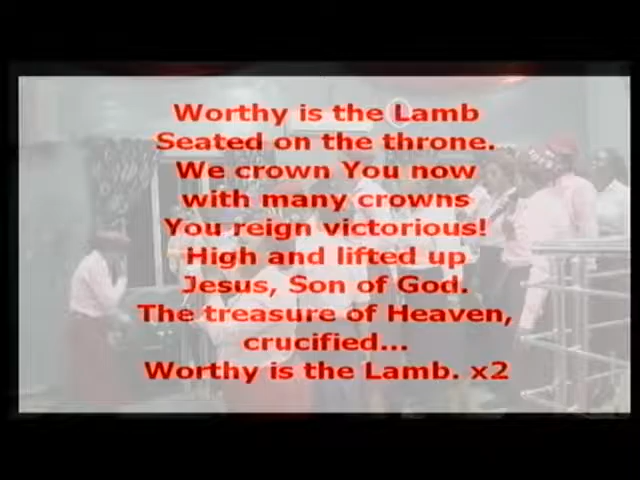 Worthy is the Lamb
Seated on the throne.
We crown You now
with many crowns
You reign victorious!
High and lifted up
Jesus, Son of God.
The treasure of Heaven,
crucified...
Worthy is the Lamb. x2